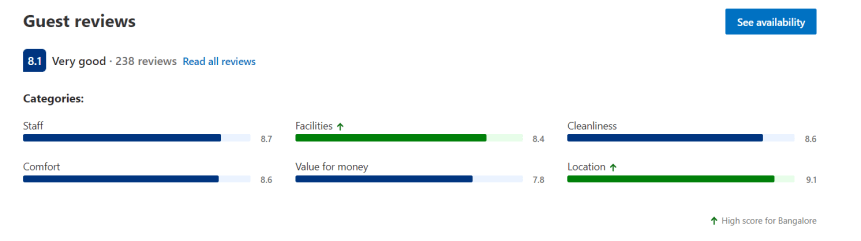 Guest reviews
See availability
8.1 Very good · 238 reviews Read all reviews
Categories:
Staff
8.7
Facilities ↑
8.4
Cleanliness
8.6
Comfort
8.6
Value for money
7.8
Location ↑
9.1
↑ High score for Bangalore